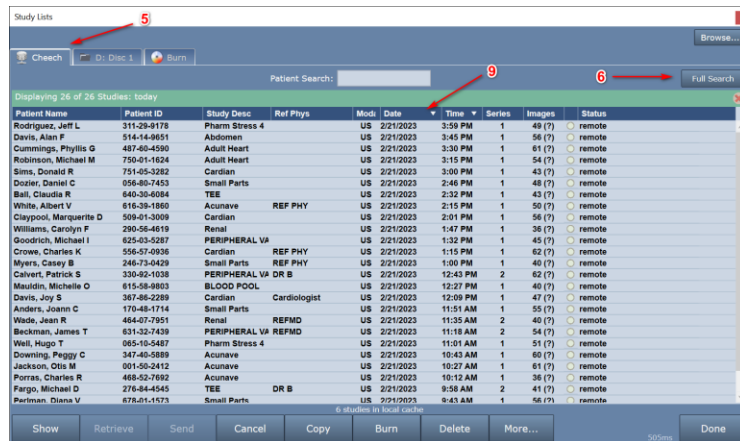 Study Lists
5
Browse...
Cheech D: Disc 1 Burn
Patient Search: 9 6 Full Search
Displaying 26 of 26 Studies: today
Patient Name Patient ID Study Desc Ref Phys Moda Date Time Series Images Status
Rodriguez, Jeff L 311-29-9178 Pharm Stress 4 US 2/21/2023 3:59 PM 1 49 (?) remote
Davis, Alan F 514-14-9651 Abdomen US 2/21/2023 3:45 PM 1 56 (?) remote
Cummings, Phyllis G 487-60-4590 Adult Heart US 2/21/2023 3:30 PM 1 61 (?) remote
Robinson, Michael M 750-01-1624 Adult Heart US 2/21/2023 3:15 PM 1 54 (?) remote
Sims, Donald R 751-05-3282 Cardian US 2/21/2023 3:00 PM 1 43 (?) remote
Dozier, Daniel C 056-80-7453 Small Parts US 2/21/2023 2:46 PM 1 48 (?) remote
Ball, Claudia R 640-30-6084 TEE US 2/21/2023 2:32 PM 1 43 (?) remote
White, Albert V 616-39-1860 Acunave REF PHY US 2/21/2023 2:15 PM 1 50 (?) remote
Claypool, Marquerite D 509-01-3009 Cardian US 2/21/2023 2:01 PM 1 56 (?) remote
Williams, Carolyn F 290-56-4619 Renal US 2/21/2023 1:47 PM 1 36 (?) remote
Goodrich, Michael I 625-03-5287 PERIPHERAL VA US 2/21/2023 1:32 PM 1 45 (?) remote
Crowe, Charles K 556-57-0936 Cardian REF PHY US 2/21/2023 1:15 PM 1 62 (?) remote
Myers, Casey B 246-73-0429 Small Parts REF PHY US 2/21/2023 1:00 PM 1 40 (?) remote
Calvert, Patrick S 330-92-1038 PERIPHERAL VA DR B US 2/21/2023 12:43 PM 2 62 (?) remote
Mauldin, Michelle O 615-58-9803 BLOOD POOL US 2/21/2023 12:27 PM 1 40 (?) remote
Davis, Joy S 367-86-2289 Cardian Cardiologist US 2/21/2023 12:09 PM 1 47 (?) remote
Anders, Joann C 170-48-1714 Small Parts US 2/21/2023 11:51 AM 1 55 (?) remote
Wade, Jean R 464-07-7951 Renal REFMD US 2/21/2023 11:35 AM 2 40 (?) remote
Beckman, James T 631-32-7439 PERIPHERAL VA REFMD US 2/21/2023 11:18 AM 2 54 (?) remote
Well, Hugo T 065-10-5487 Pharm Stress 4 US 2/21/2023 11:01 AM 1 51 (?) remote
Downing, Peggy C 347-40-5889 Acunave US 2/21/2023 10:43 AM 1 60 (?) remote
Jackson, Otis M 001-50-2412 Acunave US 2/21/2023 10:27 AM 1 61 (?) remote
Porras, Charles R 468-52-7692 Acunave US 2/21/2023 10:12 AM 1 36 (?) remote
Fargo, Michael D 276-84-4545 TEE DR B US 2/21/2023 9:58 AM 2 41 (?) remote
Perlman, Diana V 678-01-1573 Small Parts US 2/21/2023 9:43 AM 1 56 (?) remote
6 studies in local cache
Show Retrieve Send Cancel Copy Burn Delete More... Done
505ms